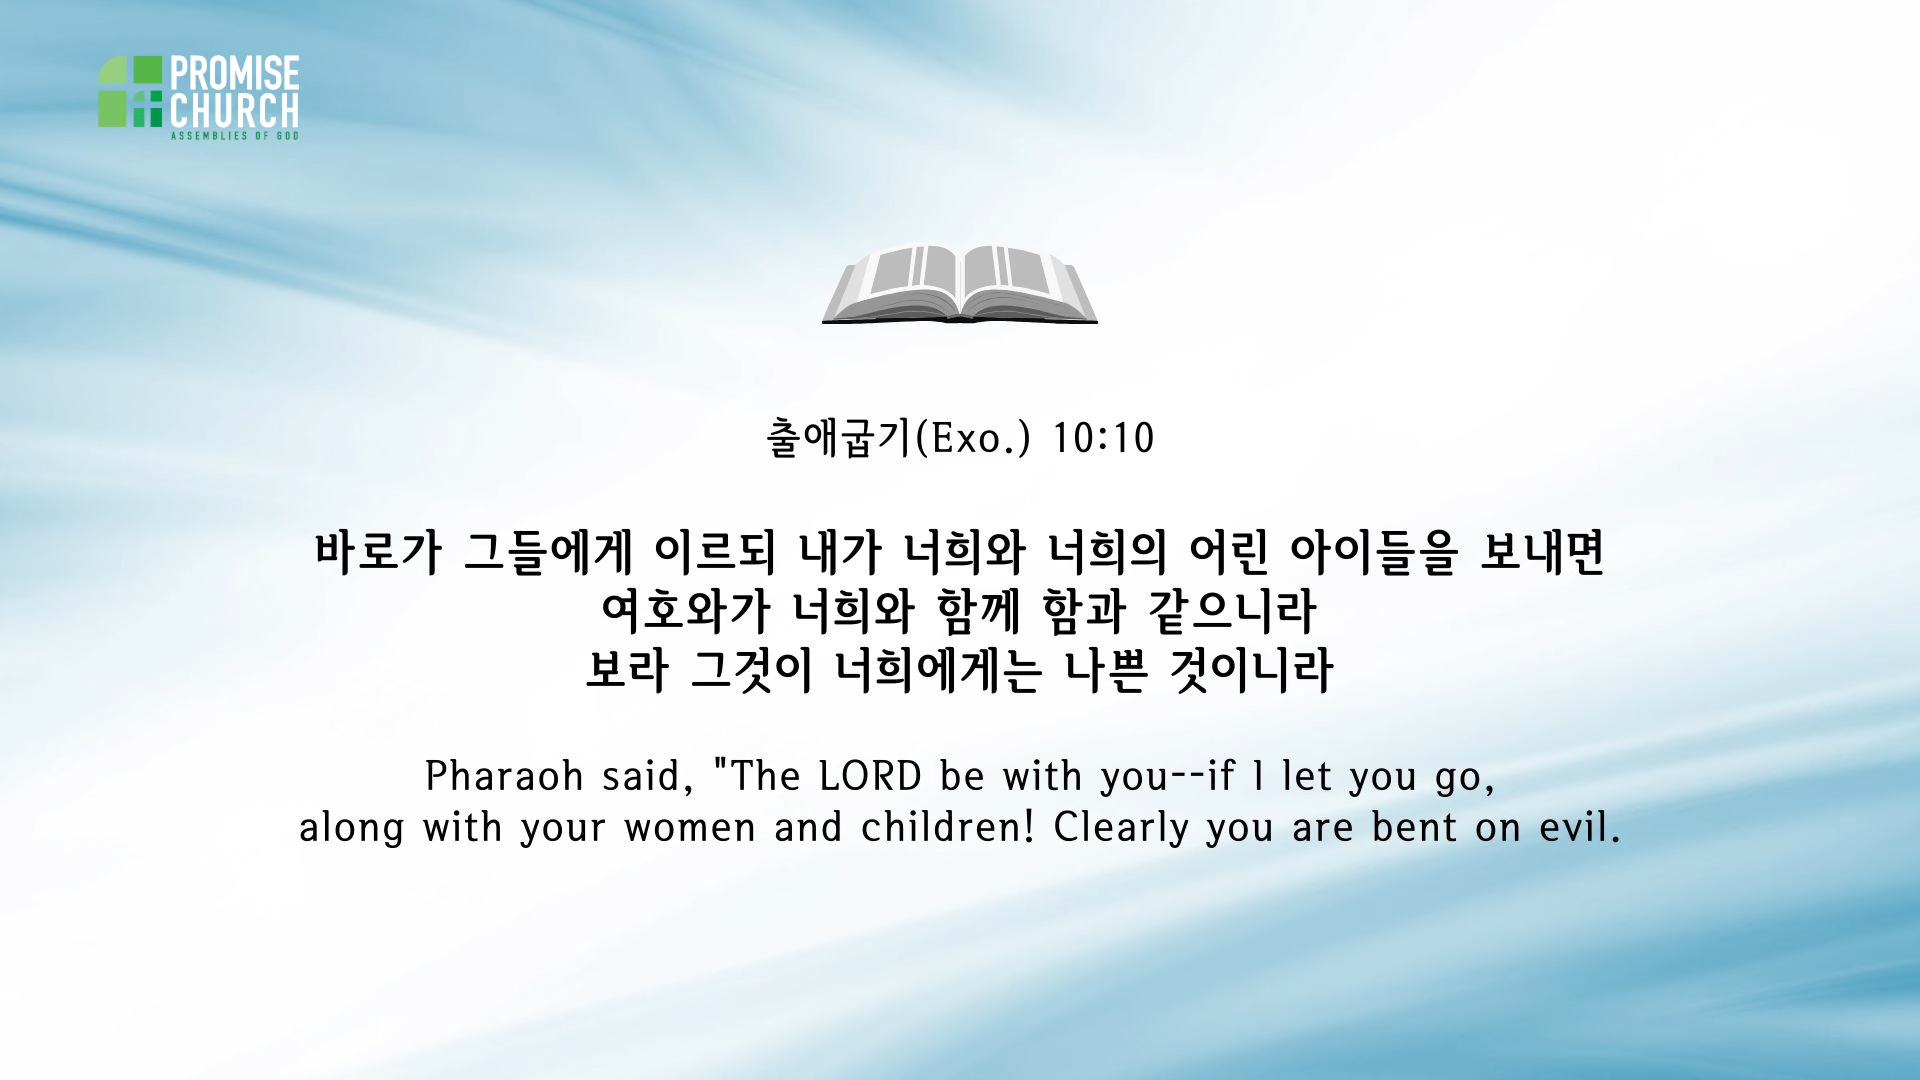 PROMISE
CHURCH
ASSEMBLIES OF GOD
출애굽기(Exo.) 10:10
바로가 그들에게 이르되 내가 너희와 너희의 어린 아이들을 보내면
여호와가 너희와 함께 함과 같으니라
보라 그것이 너희에게는 나쁜 것이니라
Pharaoh said, "The LORD be with you--if I let you go,
along with your women and children! Clearly you are bent on evil.